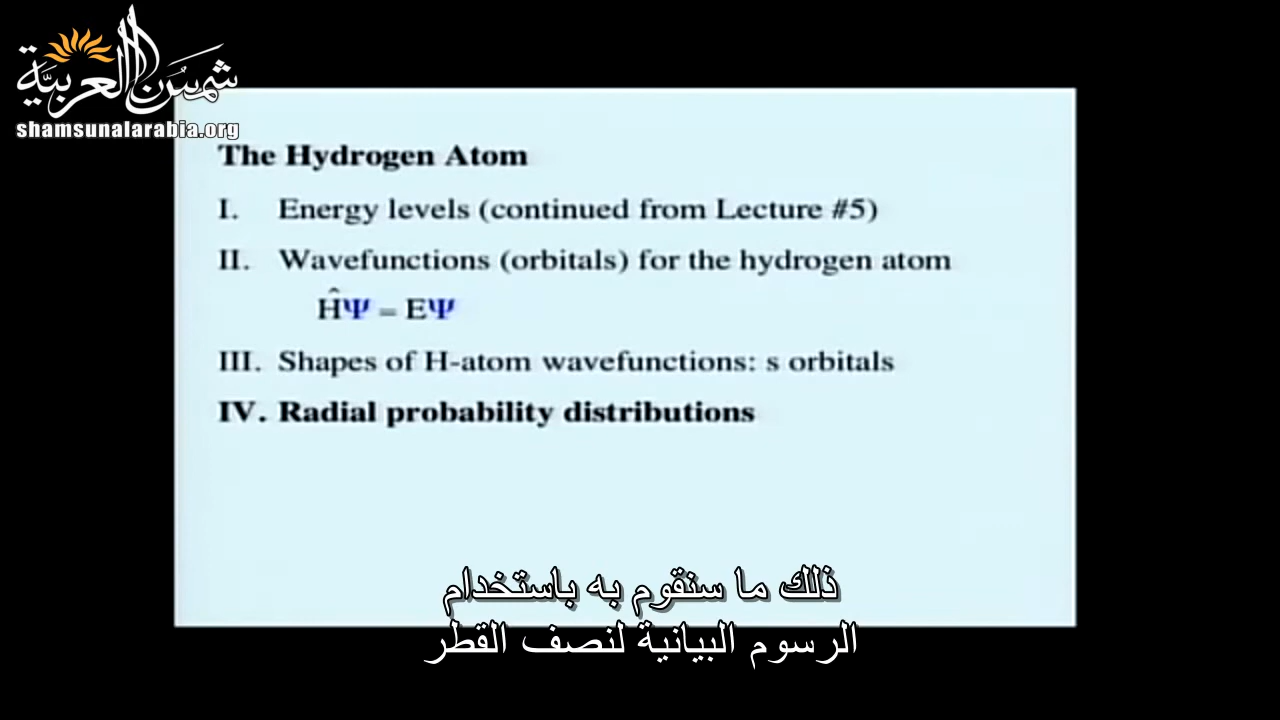 شمسُ العربيّة
shamsunalarabia.org
The Hydrogen Atom
I. Energy levels (continued from Lecture #5)
II. Wavefunctions (orbitals) for the hydrogen atom
ĤΨ = EΨ
III. Shapes of H-atom wavefunctions: s orbitals
IV. Radial probability distributions
ذلك ما سنقوم به باستخدام
الرسوم البيانية لنصف القطر